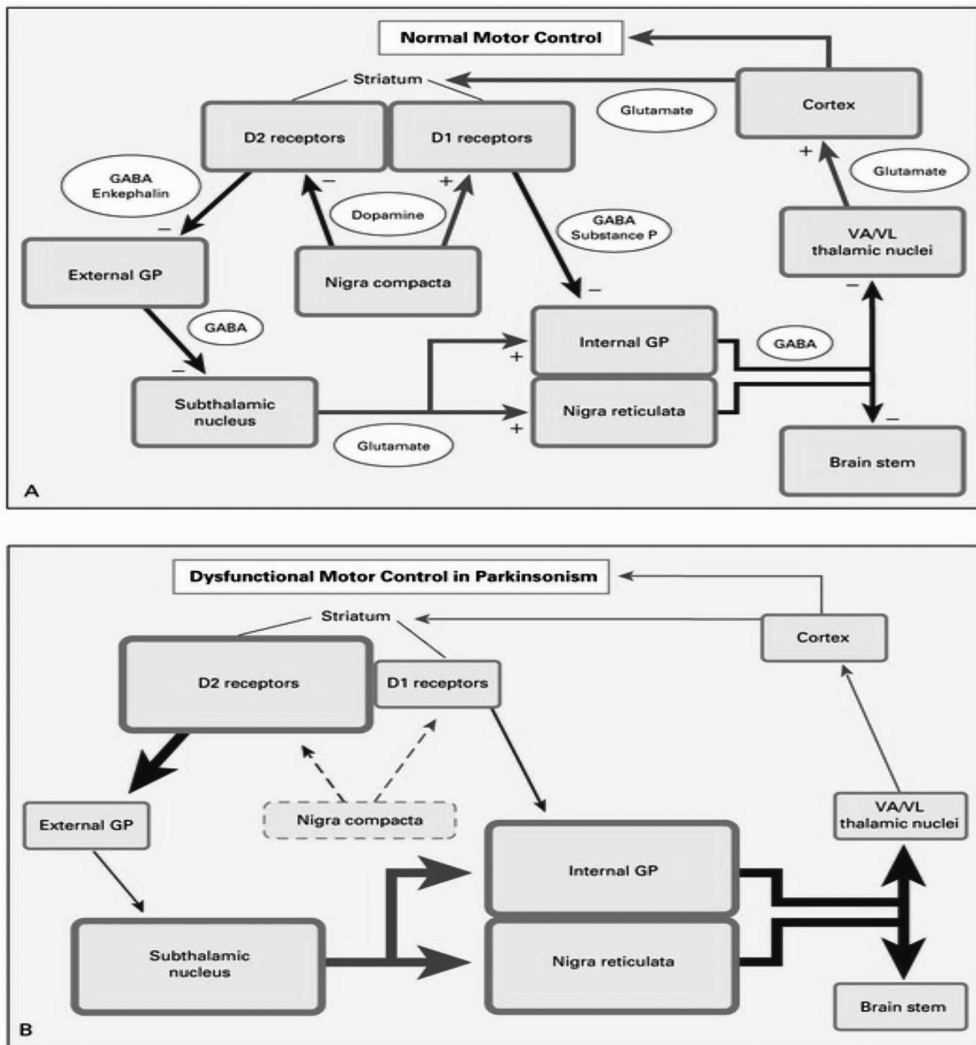 Normal Motor Control
Striatum
Glutamate
Cortex
D2 receptors
D1 receptors
+
Glutamate
GABA
Enkephalin
−
+
Dopamine
GABA
Substance P
VA/VL
thalamic nuclei
−
External GP
Nigra compacta
−
−
GABA
Internal GP
GABA
−
+
Subthalamic
nucleus
Nigra reticulata
Glutamate
+
−
Brain stem
A
Dysfunctional Motor Control in Parkinsonism
Striatum
Cortex
D2 receptors
D1 receptors
External GP
Nigra compacta
VA/VL
thalamic nuclei
Internal GP
Subthalamic
nucleus
Nigra reticulata
Brain stem
B